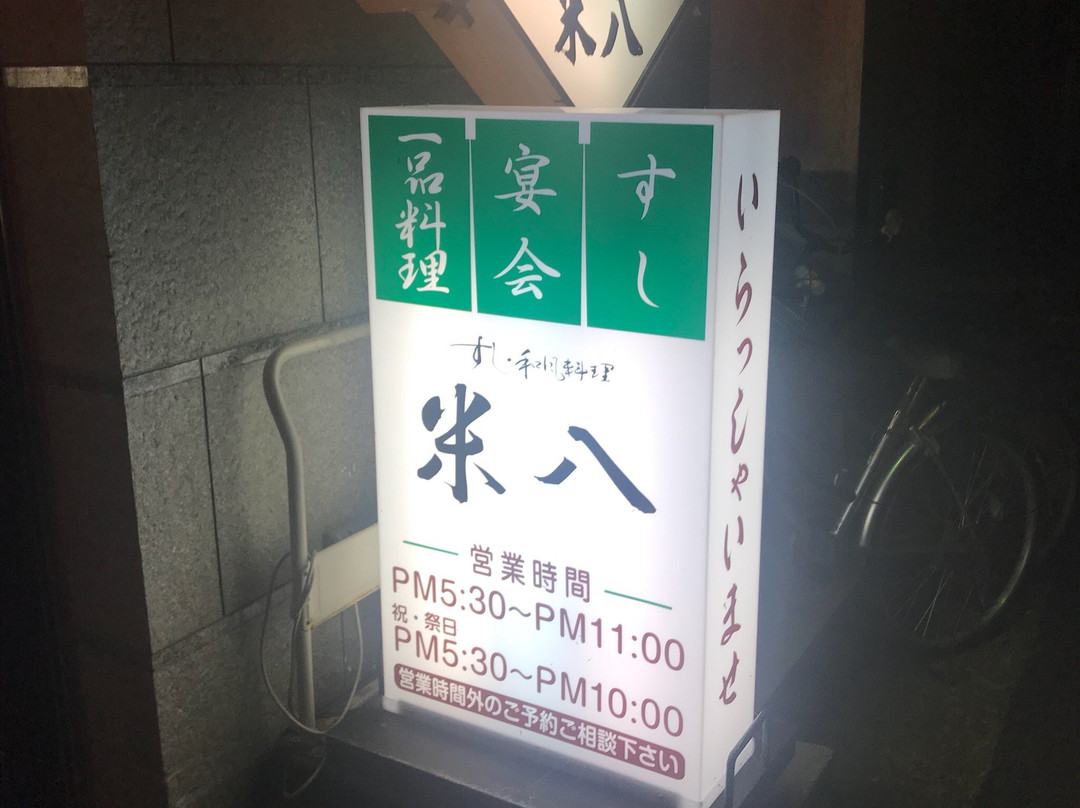 米八
すし
宴会
一品料理
すし・和風料理
米八
営業時間
PM5:30～PM11:00
祝・祭日
PM5:30～PM10:00
営業時間外のご予約ご相談下さい
いらっしゃいませ